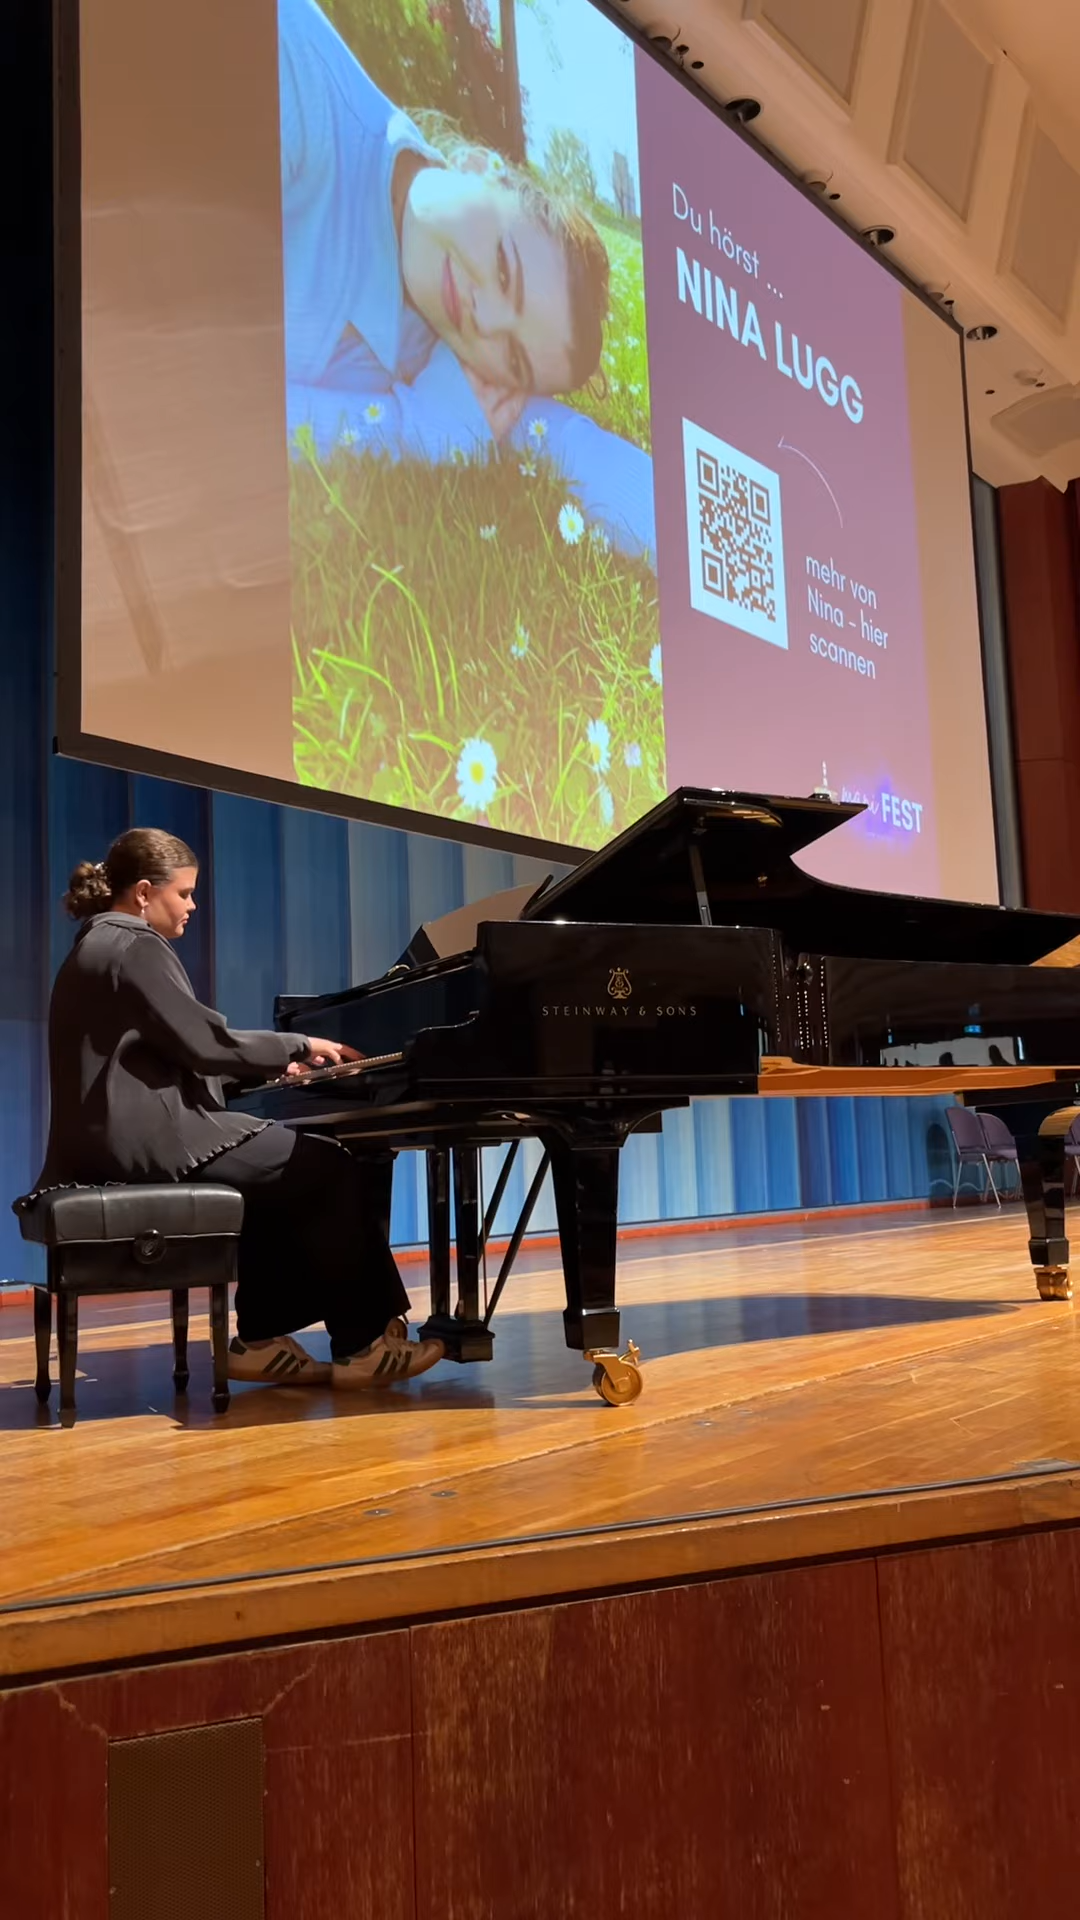 Du hörst ...
NINA LUGG
mehr von
Nina - hier
scannen
FEST
STEINWAY & SONS